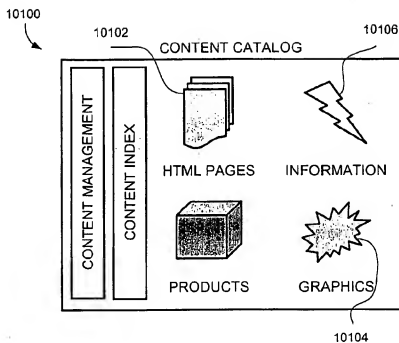 10100
10102
10106
CONTENT CATALOG
CONTENT MANAGEMENT
CONTENT INDEX
HTML PAGES
INFORMATION
PRODUCTS
GRAPHICS
10104